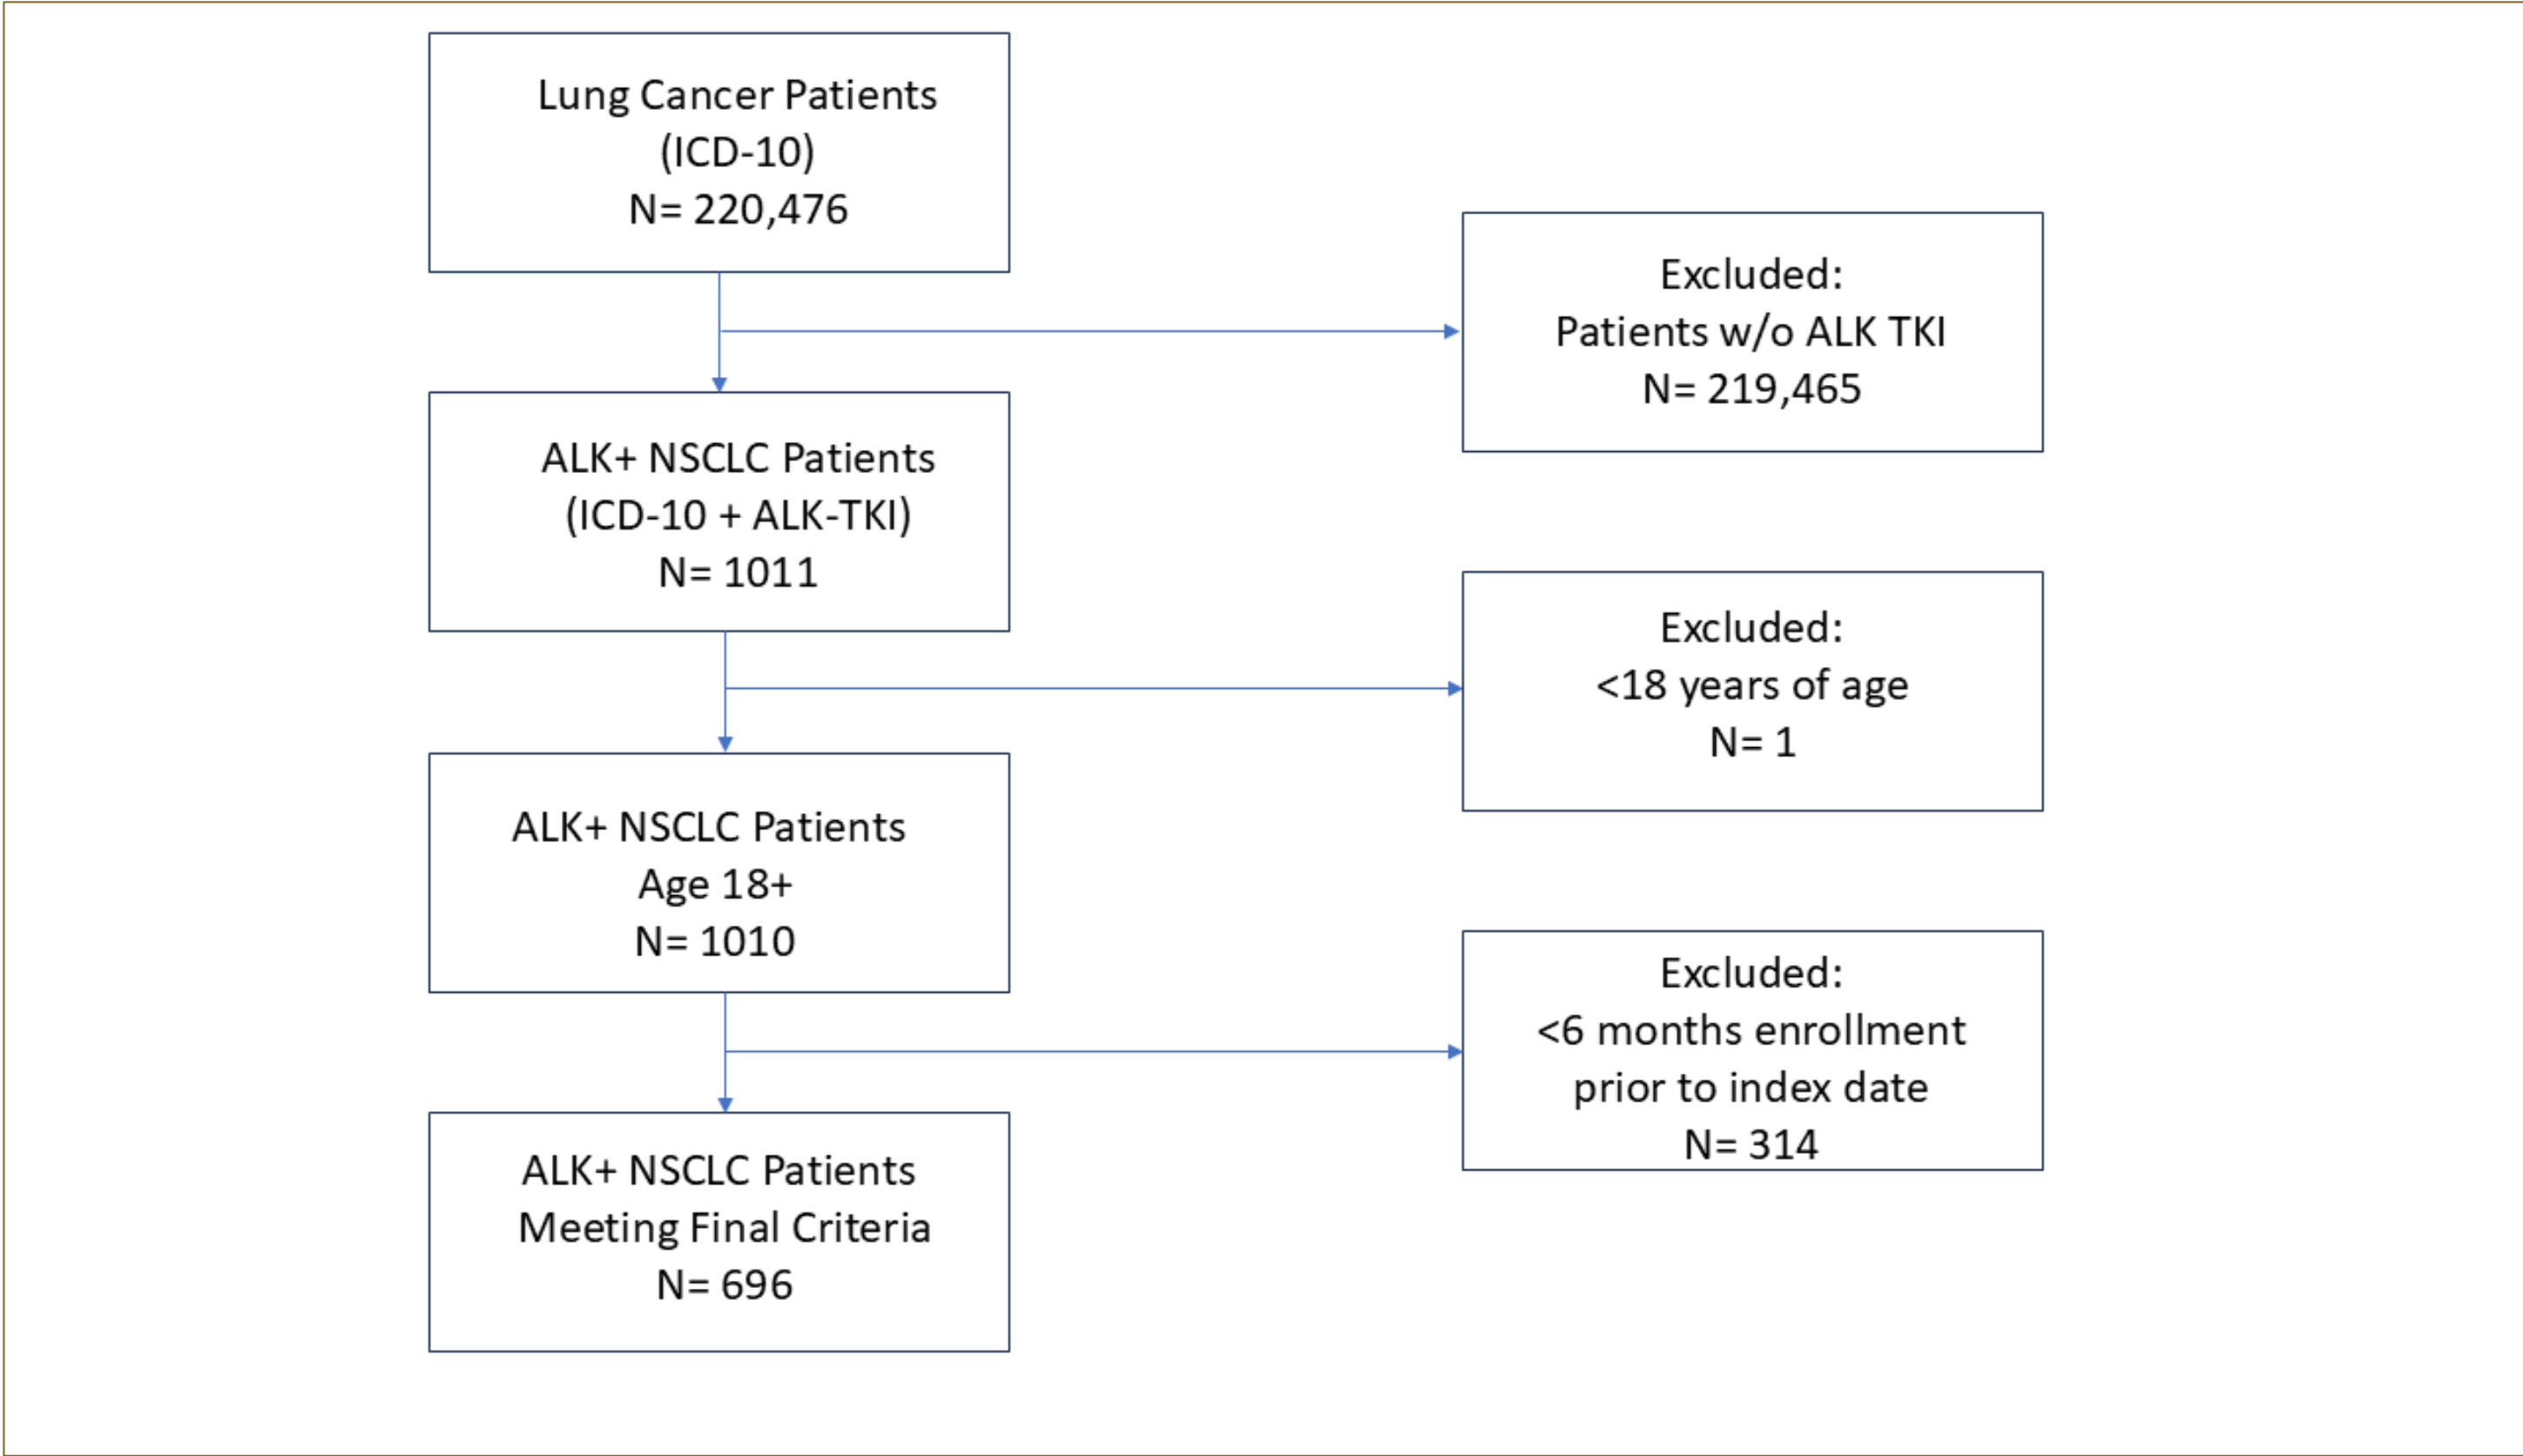 Lung Cancer Patients
(ICD-10)
N= 220,476
Excluded:
Patients w/o ALK TKI
N= 219,465
ALK+ NSCLC Patients
(ICD-10 + ALK-TKI)
N= 1011
Excluded:
<18 years of age
N= 1
ALK+ NSCLC Patients
Age 18+
N= 1010
Excluded:
<6 months enrollment
prior to index date
N= 314
ALK+ NSCLC Patients
Meeting Final Criteria
N= 696